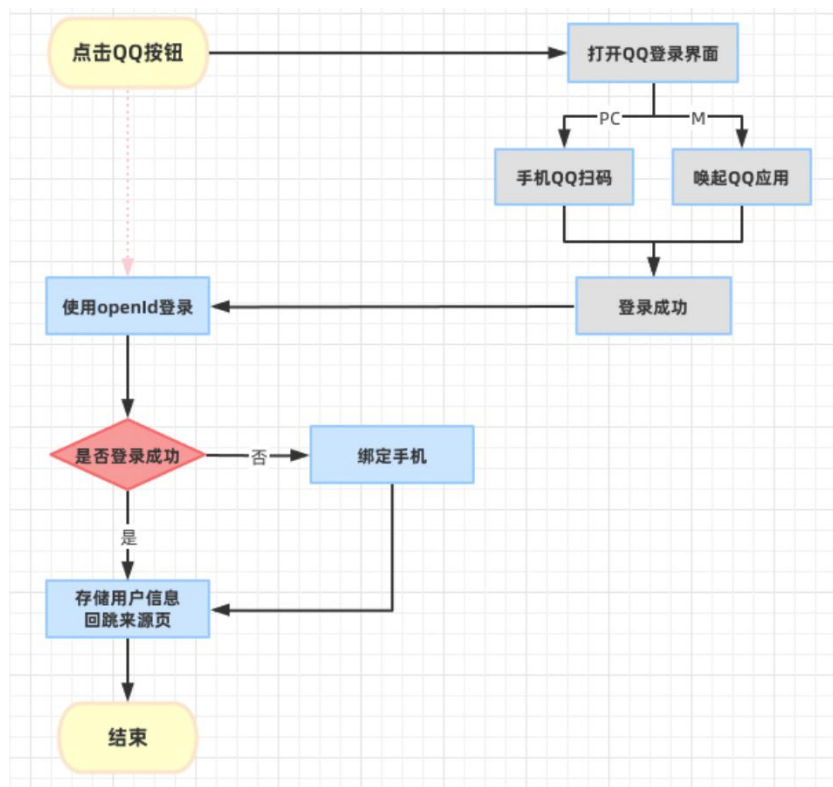 点击QQ按钮
打开QQ登录界面
PC
M
手机QQ扫码
唤起QQ应用
使用openId登录
登录成功
是否登录成功
否
绑定手机
是
存储用户信息
回跳来源页
结束